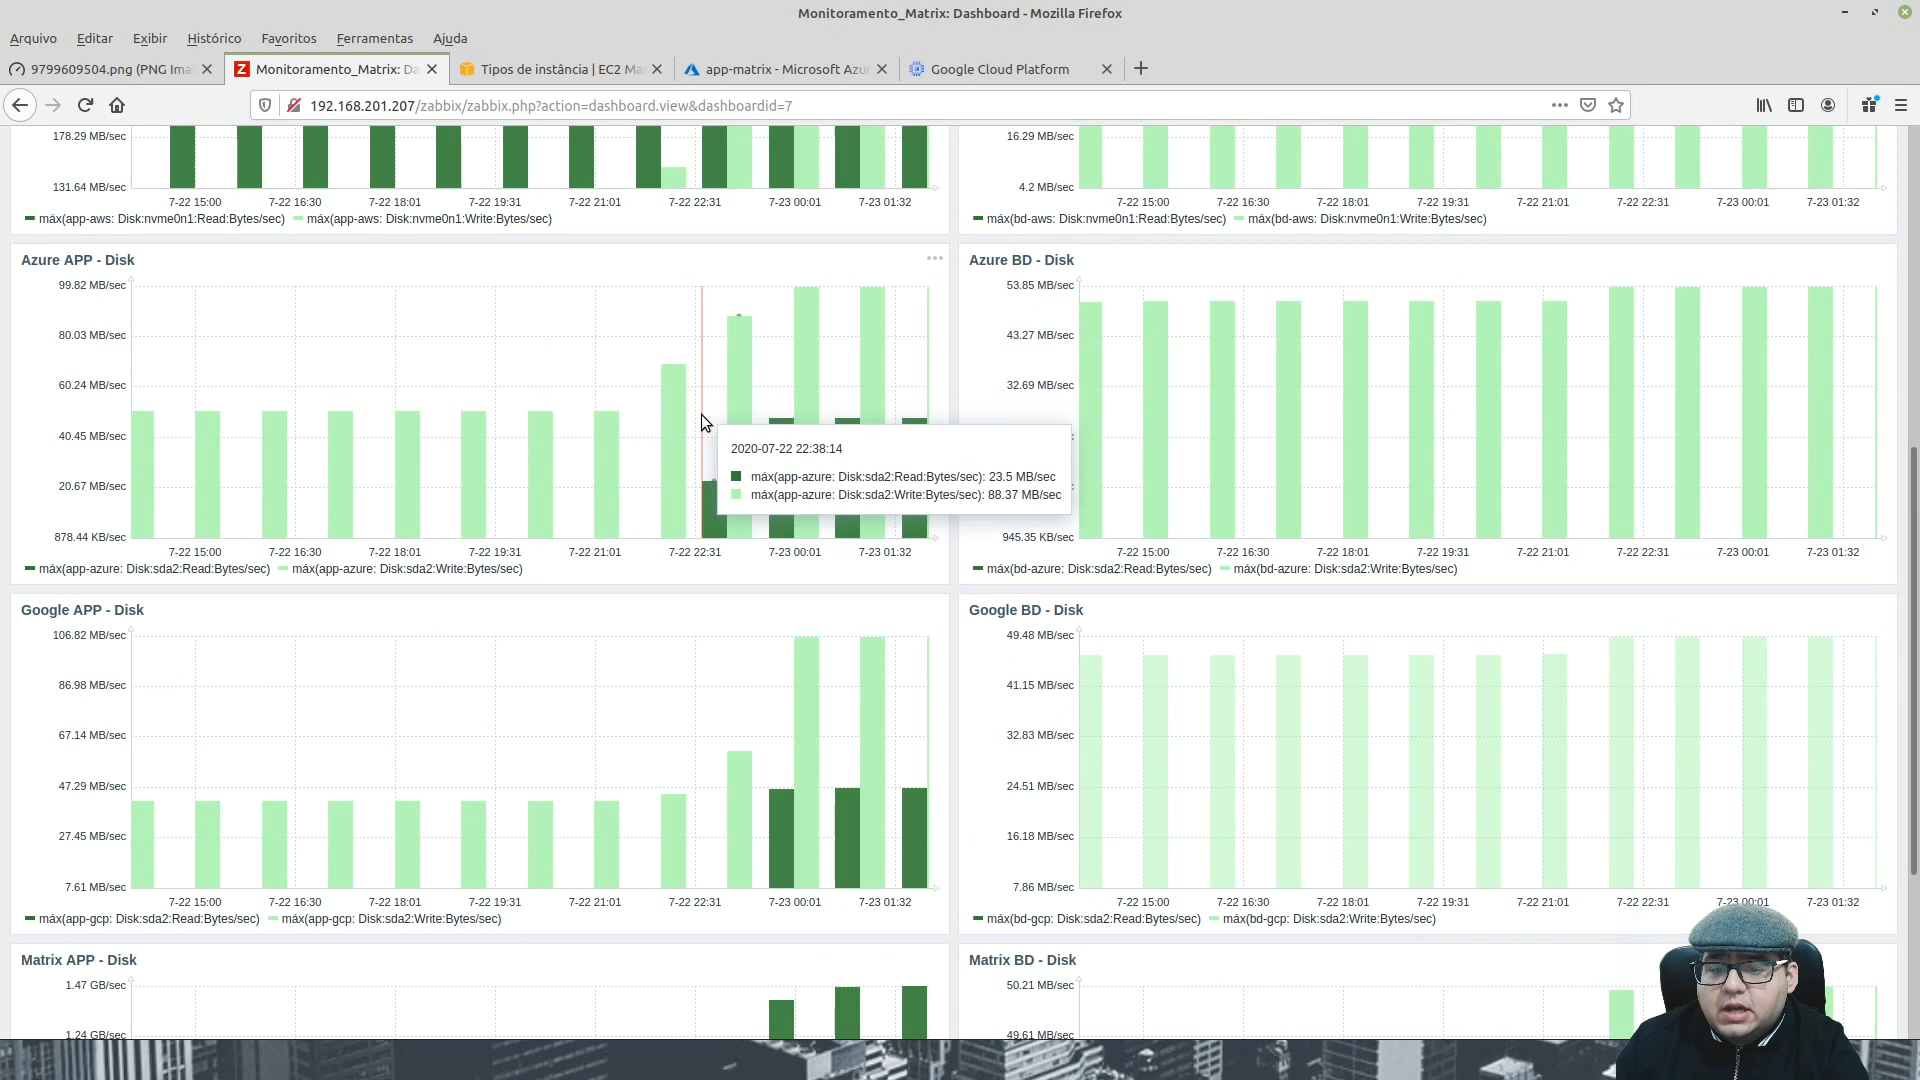 Monitoramento_Matrix: Dashboard - Mozilla Firefox
Arquivo Editar Exibir Histórico Favoritos Ferramentas Ajuda
9799609504.png (PNG Ima
Monitoramento_Matrix: Da
Tipos de instância | EC2 Ma
app-matrix - Microsoft Azu
Google Cloud Platform
192.168.201.207/zabbix/zabbix.php?action=dashboard.view&dashboardid=7
178.29 MB/sec
131.64 MB/sec
7-22 15:00 7-22 16:30 7-22 18:01 7-22 19:31 7-22 21:01 7-22 22:31 7-23 00:01 7-23 01:32
máx(app-aws: Disk:nvme0n1:Read:Bytes/sec) máx(app-aws: Disk:nvme0n1:Write:Bytes/sec)
16.29 MB/sec
4.2 MB/sec
7-22 15:00 7-22 16:30 7-22 18:01 7-22 19:31 7-22 21:01 7-22 22:31 7-23 00:01 7-23 01:32
máx(bd-aws: Disk:nvme0n1:Read:Bytes/sec) máx(bd-aws: Disk:nvme0n1:Write:Bytes/sec)
Azure APP - Disk
99.82 MB/sec
80.03 MB/sec
60.24 MB/sec
40.45 MB/sec
20.67 MB/sec
878.44 KB/sec
7-22 15:00 7-22 16:30 7-22 18:01 7-22 19:31 7-22 21:01 7-22 22:31 7-23 00:01 7-23 01:32
máx(app-azure: Disk:sda2:Read:Bytes/sec) máx(app-azure: Disk:sda2:Write:Bytes/sec)
2020-07-22 22:38:14
máx(app-azure: Disk:sda2:Read:Bytes/sec): 23.5 MB/sec
máx(app-azure: Disk:sda2:Write:Bytes/sec): 88.37 MB/sec
Azure BD - Disk
53.85 MB/sec
43.27 MB/sec
32.69 MB/sec
945.35 KB/sec
7-22 15:00 7-22 16:30 7-22 18:01 7-22 19:31 7-22 21:01 7-22 22:31 7-23 00:01 7-23 01:32
máx(bd-azure: Disk:sda2:Read:Bytes/sec) máx(bd-azure: Disk:sda2:Write:Bytes/sec)
Google APP - Disk
106.82 MB/sec
86.98 MB/sec
67.14 MB/sec
47.29 MB/sec
27.45 MB/sec
7.61 MB/sec
7-22 15:00 7-22 16:30 7-22 18:01 7-22 19:31 7-22 21:01 7-22 22:31 7-23 00:01 7-23 01:32
máx(app-gcp: Disk:sda2:Read:Bytes/sec) máx(app-gcp: Disk:sda2:Write:Bytes/sec)
Google BD - Disk
49.48 MB/sec
41.15 MB/sec
32.83 MB/sec
24.51 MB/sec
16.18 MB/sec
7.86 MB/sec
7-22 15:00 7-22 16:30 7-22 18:01 7-22 19:31 7-22 21:01 7-22 22:31 7-23 00:01 7-23 01:32
máx(bd-gcp: Disk:sda2:Read:Bytes/sec) máx(bd-gcp: Disk:sda2:Write:Bytes/sec)
Matrix APP - Disk
1.47 GB/sec
1.24 GB/sec
Matrix BD - Disk
50.21 MB/sec
49.61 MB/sec